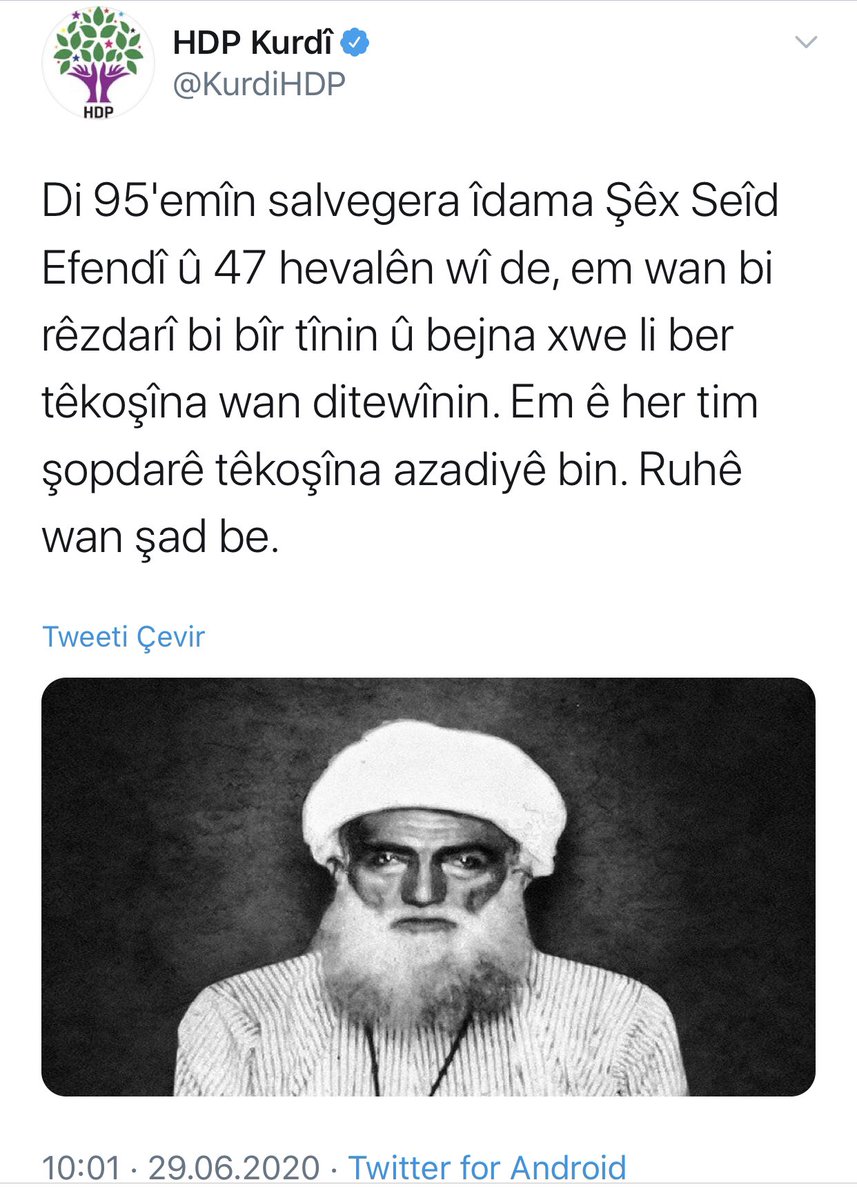 HDP Kurdî
@KurdiHDP
HDP
Di 95'emîn salvegera îdama Şêx Seîd
Efendî û 47 hevalên wî de, em wan bi
rêzdarî bi bîr tînin û bejna xwe li ber
têkoşîna wan ditewînin. Em ê her tim
şopdarê têkoşîna azadiyê bin. Ruhê
wan şad be.
Tweeti Çevir
10:01 · 29.06.2020 · Twitter for Android